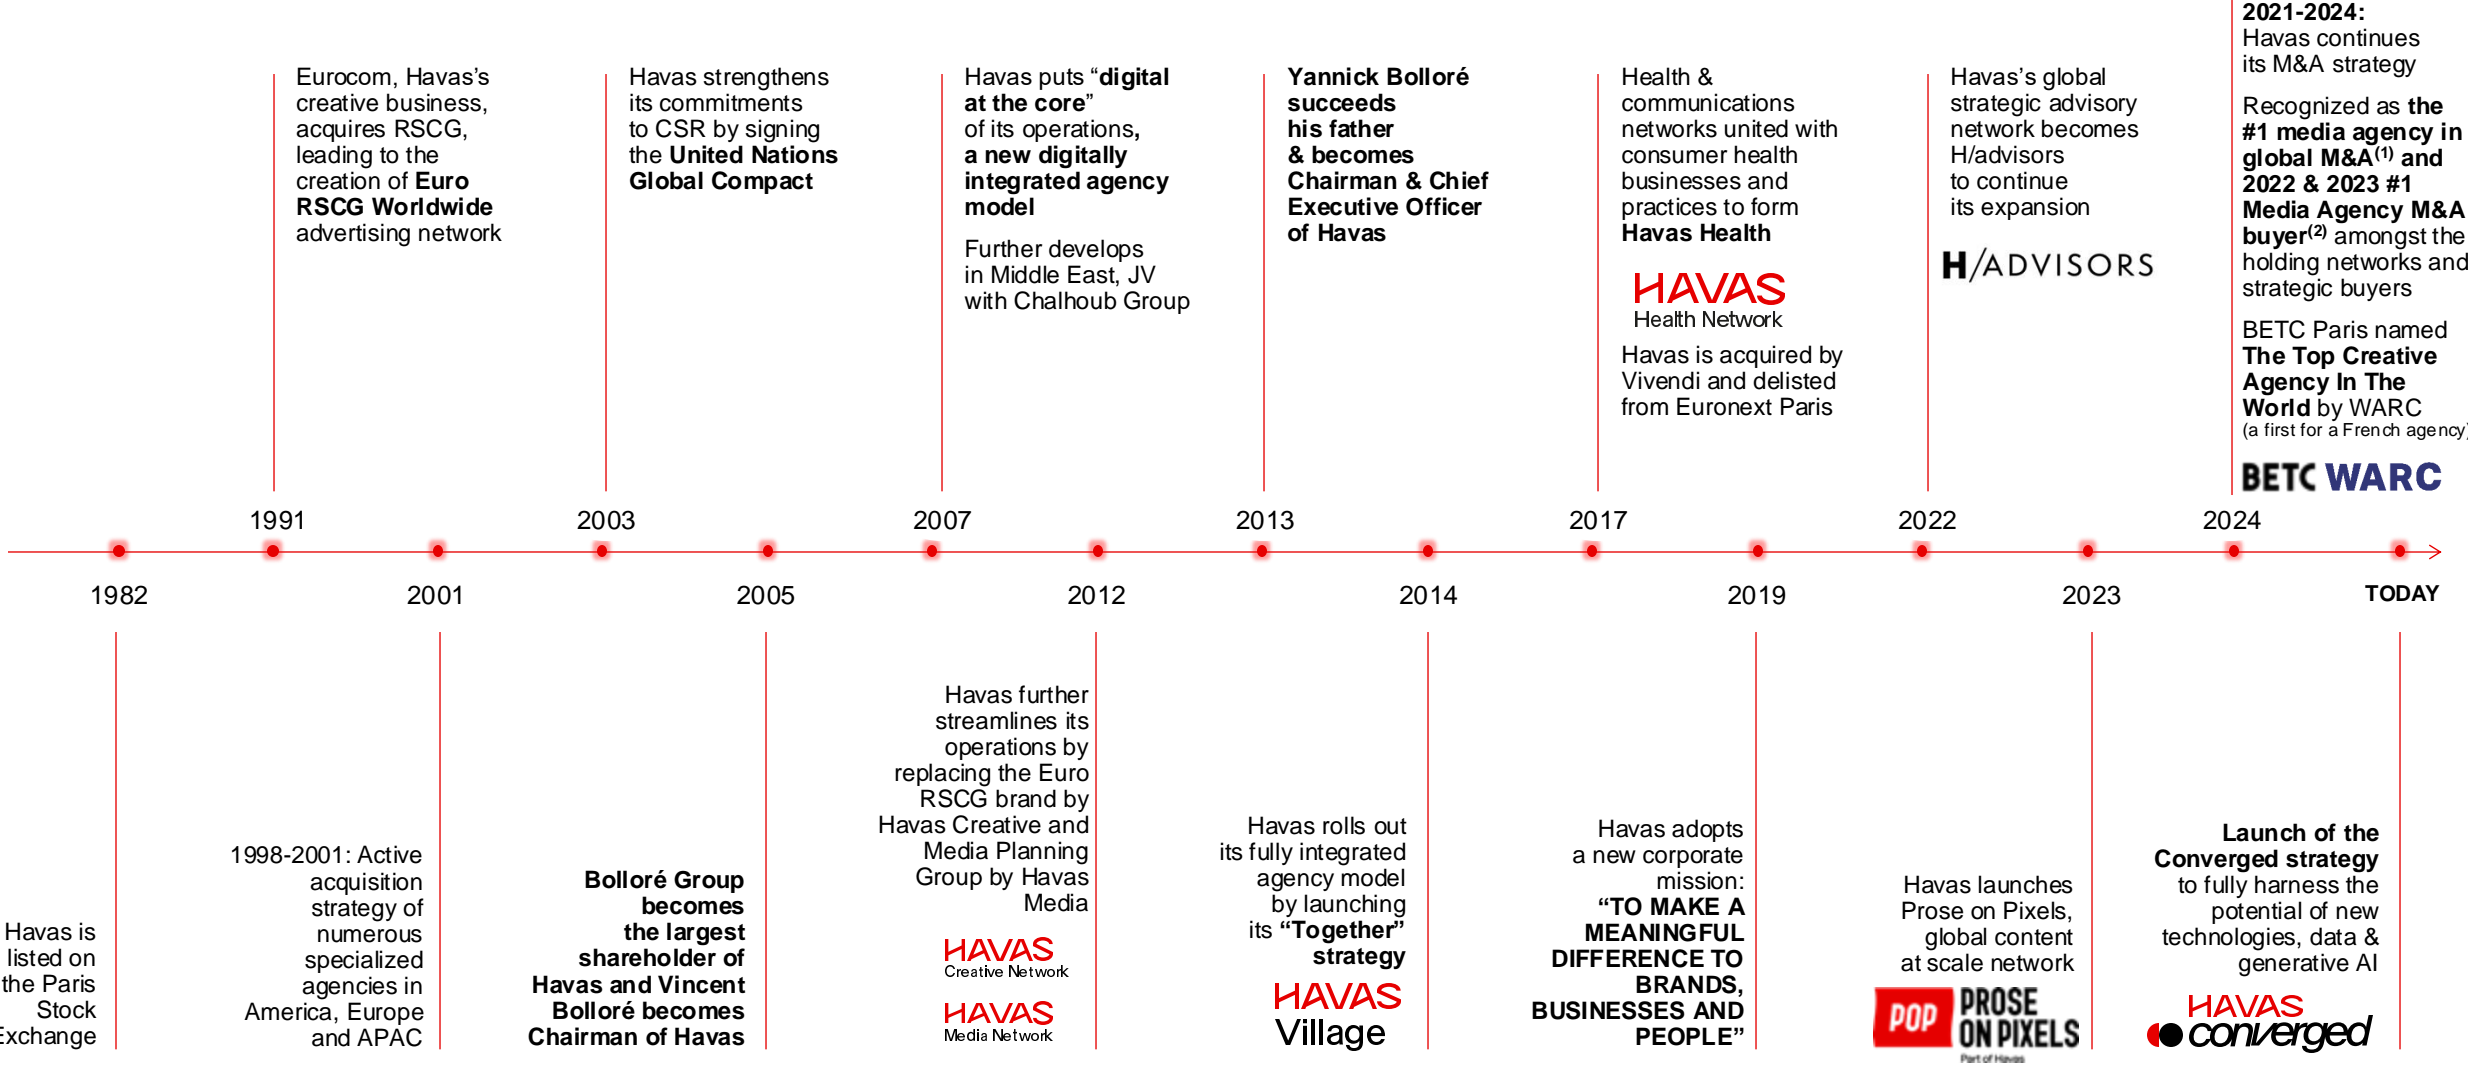 Eurocom, Havas’s
creative business,
acquires RSCG,
leading to the
creation of Euro
RSCG Worldwide
advertising network
Havas strengthens
its commitments
to CSR by signing
the United Nations
Global Compact
Havas puts “digital
at the core”
of its operations,
a new digitally
integrated agency
model
Further develops
in Middle East, JV
with Chalhoub Group
Yannick Bolloré
succeeds
his father
& becomes
Chairman & Chief
Executive Officer
of Havas
Health &
communications
networks united with
consumer health
businesses and
practices to form
Havas Health
HAVAS
Health Network
Havas is acquired by
Vivendi and delisted
from Euronext Paris
Havas’s global
strategic advisory
network becomes
H/advisors
to continue
its expansion
H/ADVISORS
2021-2024:
Havas continues
its M&A strategy
Recognized as the
#1 media agency in
global M&A(1) and
2022 & 2023 #1
Media Agency M&A
buyer(2) amongst the
holding networks and
strategic buyers
BETC Paris named
The Top Creative
Agency In The
World by WARC
(a first for a French agency)
BETC WARC
1991
2003
2007
2013
2017
2022
2024
1982
2001
2005
2012
2014
2019
2023
TODAY
Havas is
listed on
the Paris
Stock
Exchange
1998-2001: Active
acquisition
strategy of
numerous
specialized
agencies in
America, Europe
and APAC
Bolloré Group
becomes
the largest
shareholder of
Havas and Vincent
Bolloré becomes
Chairman of Havas
Havas further
streamlines its
operations by
replacing the Euro
RSCG brand by
Havas Creative and
Media Planning
Group by Havas
Media
HAVAS
Creative Network
HAVAS
Media Network
Havas rolls out
its fully integrated
agency model
by launching
its “Together”
strategy
HAVAS
Village
Havas adopts
a new corporate
mission:
“TO MAKE A
MEANINGFUL
DIFFERENCE TO
BRANDS,
BUSINESSES AND
PEOPLE”
Havas launches
Prose on Pixels,
global content
at scale network
POP
PROSE
ON PIXELS
Part of Havas
Launch of the
Converged strategy
to fully harness the
potential of new
technologies, data &
generative AI
HAVAS
converged